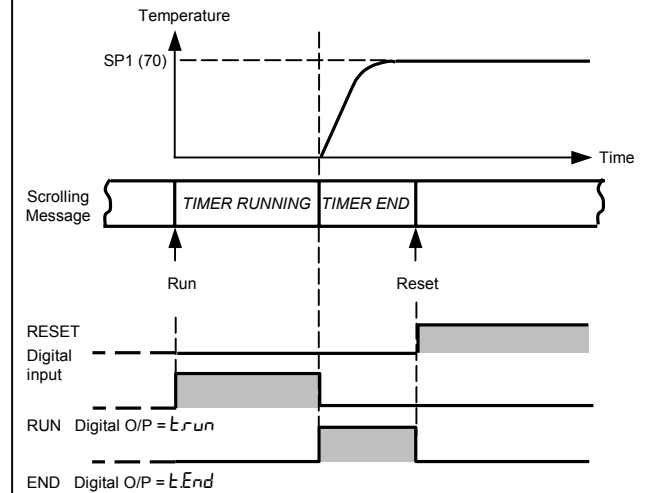 Temperature
SP1 (70)
Time
Scrolling
Message
TIMER RUNNING
TIMER END
Run
Reset
RESET
Digital
input
RUN Digital O/P = t.run
END Digital O/P = t.End